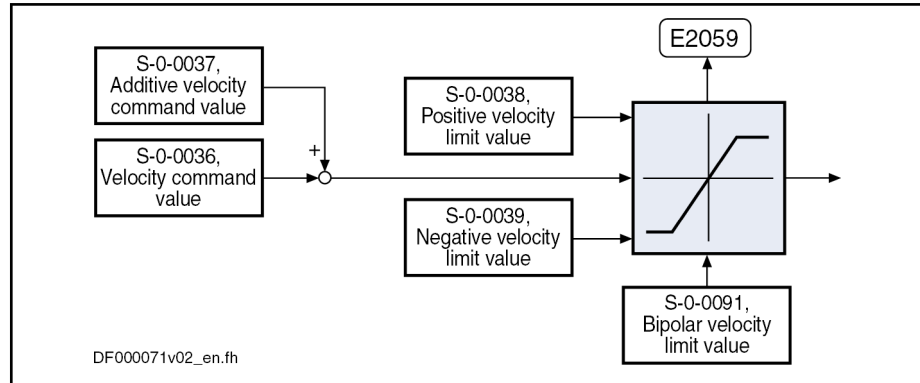 E2059
S-0-0037,
Additive velocity
command value
S-0-0038,
Positive velocity
limit value
+
S-0-0036,
Velocity command
value
S-0-0039,
Negative velocity
limit value
S-0-0091,
Bipolar velocity
limit value
DF000071v02_en.fh